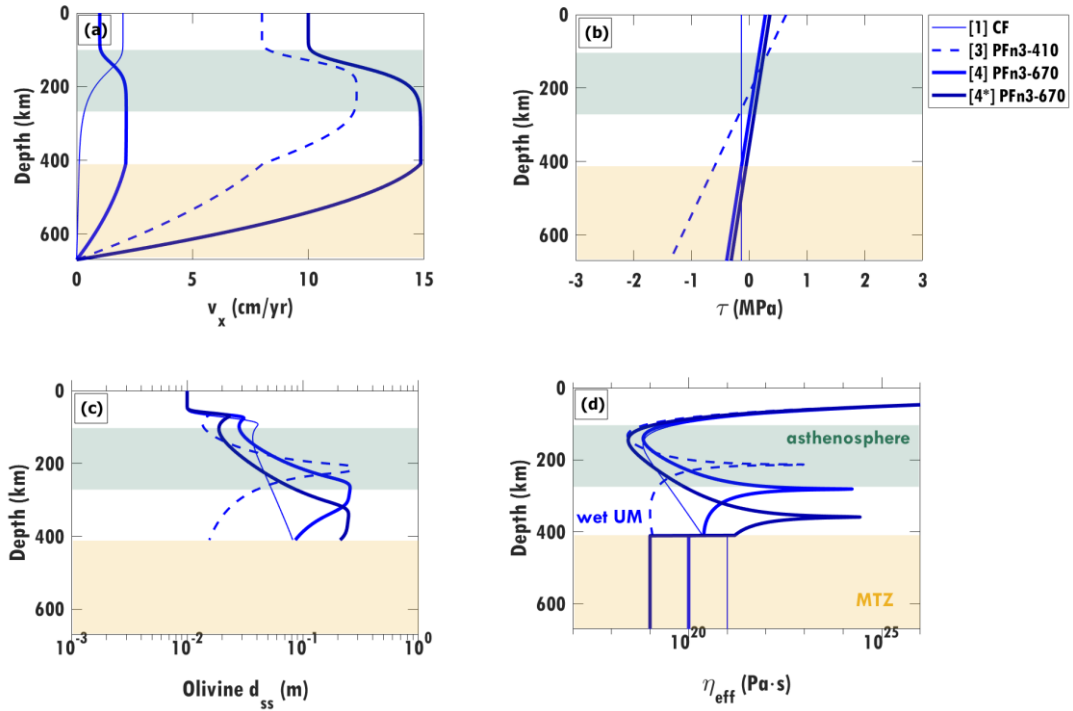 (a)
0
200
400
600
Depth (km)
0
5
10
15
v_x (cm/yr)
(b)
0
200
400
600
Depth (km)
-3
-2
-1
0
1
2
3
τ (MPa)
[1] CF
[3] PFn3-410
[4] PFn3-670
[4*] PFn3-670
(c)
0
200
400
600
Depth (km)
10^-3
10^-2
10^-1
10^0
Olivine d_ss (m)
(d)
0
200
400
600
Depth (km)
asthenosphere
wet UM
MTZ
10^20
10^25
η_eff (Pa·s)